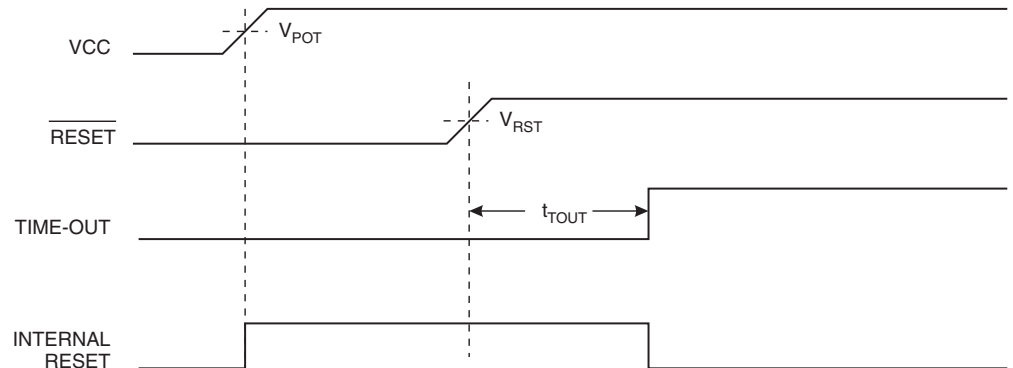 VCC
V_POT
RESET
V_RST
TIME-OUT
t_TOUT
INTERNAL
RESET